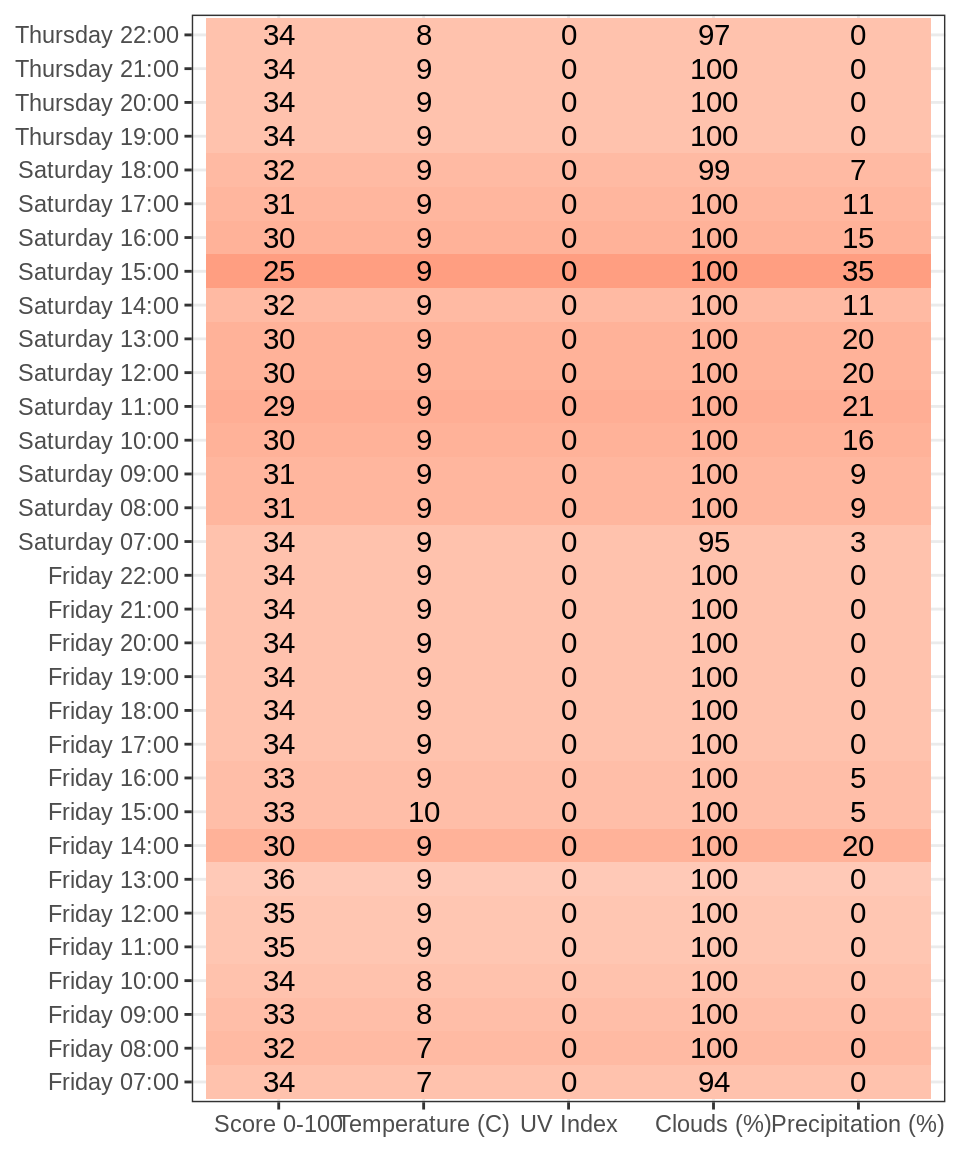 Thursday 22:00 34 8 0 97 0
Thursday 21:00 34 9 0 100 0
Thursday 20:00 34 9 0 100 0
Thursday 19:00 34 9 0 100 0
Saturday 18:00 32 9 0 99 7
Saturday 17:00 31 9 0 100 11
Saturday 16:00 30 9 0 100 15
Saturday 15:00 25 9 0 100 35
Saturday 14:00 32 9 0 100 11
Saturday 13:00 30 9 0 100 20
Saturday 12:00 30 9 0 100 20
Saturday 11:00 29 9 0 100 21
Saturday 10:00 30 9 0 100 16
Saturday 09:00 31 9 0 100 9
Saturday 08:00 31 9 0 100 9
Saturday 07:00 34 9 0 95 3
Friday 22:00 34 9 0 100 0
Friday 21:00 34 9 0 100 0
Friday 20:00 34 9 0 100 0
Friday 19:00 34 9 0 100 0
Friday 18:00 34 9 0 100 0
Friday 17:00 34 9 0 100 0
Friday 16:00 33 9 0 100 5
Friday 15:00 33 10 0 100 5
Friday 14:00 30 9 0 100 20
Friday 13:00 36 9 0 100 0
Friday 12:00 35 9 0 100 0
Friday 11:00 35 9 0 100 0
Friday 10:00 34 8 0 100 0
Friday 09:00 33 8 0 100 0
Friday 08:00 32 7 0 100 0
Friday 07:00 34 7 0 94 0
Score 0-100 Temperature (C) UV Index Clouds (%) Precipitation (%)